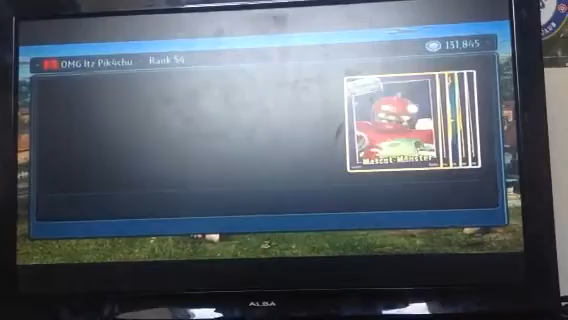 OMG Itz Pik4chu - Rank 54
131,845
Mascot-Monster
ALBA